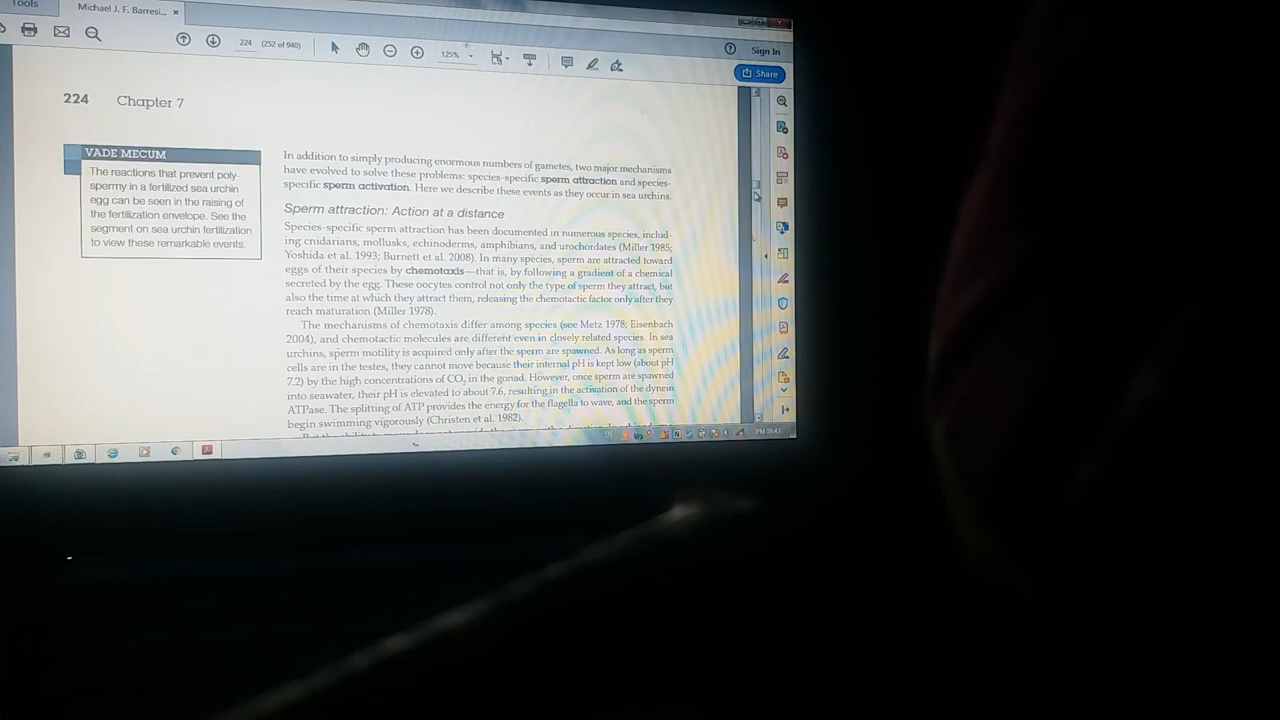 Tools
Michael J. F. Barresi... ×
224 (252 of 940)
125%
Sign In
Share
224 Chapter 7
VADE MECUM
The reactions that prevent poly-
spermy in a fertilized sea urchin
egg can be seen in the raising of
the fertilization envelope. See the
segment on sea urchin fertilization
to view these remarkable events.
In addition to simply producing enormous numbers of gametes, two major mechanisms
have evolved to solve these problems: species-specific sperm attraction and species-
specific sperm activation. Here we describe these events as they occur in sea urchins.
Sperm attraction: Action at a distance
Species-specific sperm attraction has been documented in numerous species, includ-
ing cnidarians, mollusks, echinoderms, amphibians, and urochordates (Miller 1985;
Yoshida et al. 1993; Burnett et al. 2008). In many species, sperm are attracted toward
eggs of their species by chemotaxis—that is, by following a gradient of a chemical
secreted by the egg. These oocytes control not only the type of sperm they attract, but
also the time at which they attract them, releasing the chemotactic factor only after they
reach maturation (Miller 1978).
The mechanisms of chemotaxis differ among species (see Metz 1978; Eisenbach
2004), and chemotactic molecules are different even in closely related species. In sea
urchins, sperm motility is acquired only after the sperm are spawned. As long as sperm
cells are in the testes, they cannot move because their internal pH is kept low (about pH
7.2) by the high concentrations of CO₂ in the gonad. However, once sperm are spawned
into seawater, their pH is elevated to about 7.6, resulting in the activation of the dynein
ATPase. The splitting of ATP provides the energy for the flagella to wave, and the sperm
begin swimming vigorously (Christen et al. 1982).
EN
PM 09:43